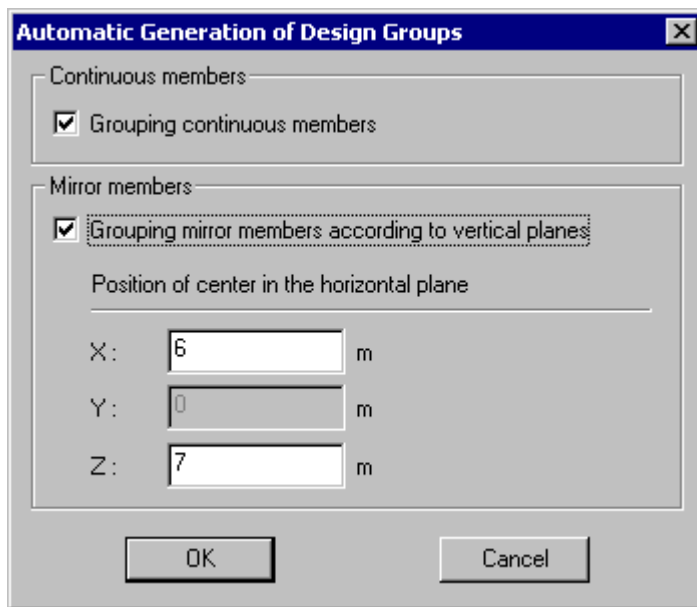 Automatic Generation of Design Groups
Continuous members
Grouping continuous members
Mirror members
Grouping mirror members according to vertical planes
Position of center in the horizontal plane
X: 6 m
Y: 0 m
Z: 7 m
OK Cancel